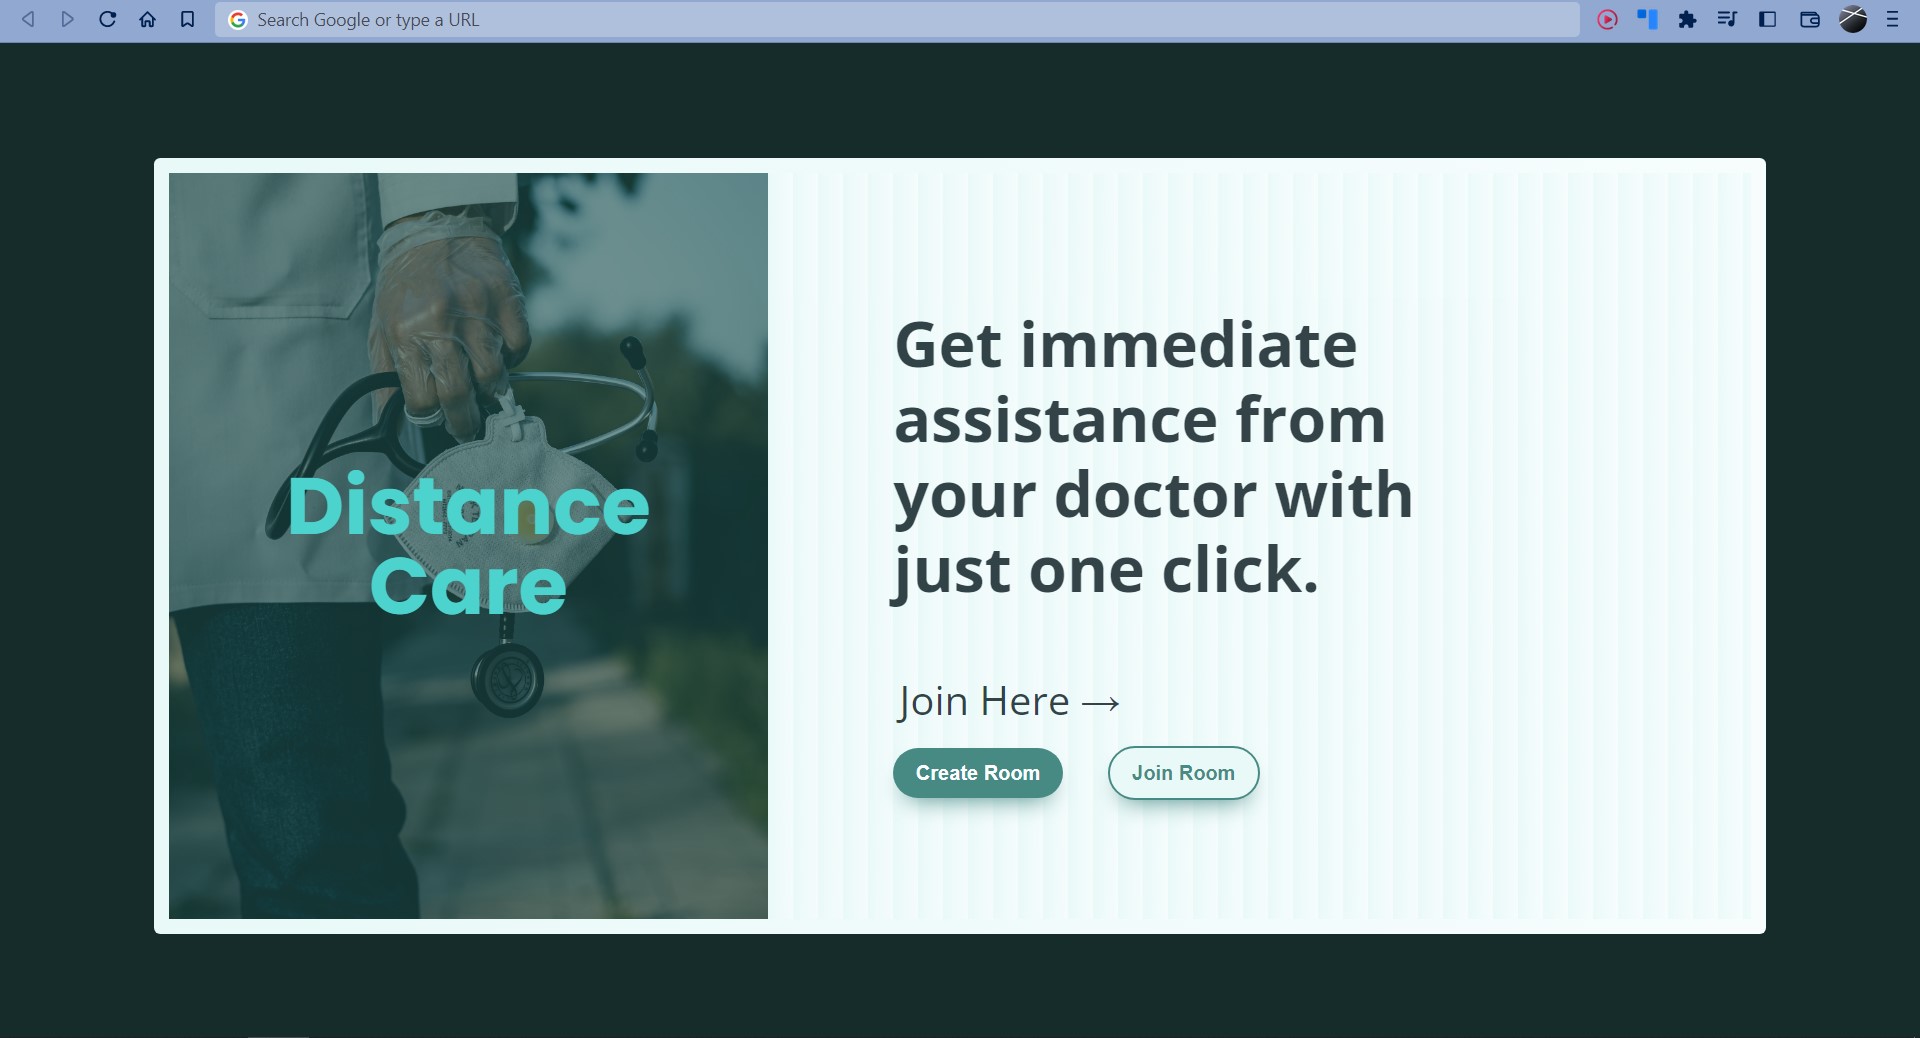 Search Google or type a URL
Distance
Care
Get immediate
assistance from
your doctor with
just one click.
Join Here →
Create Room
Join Room